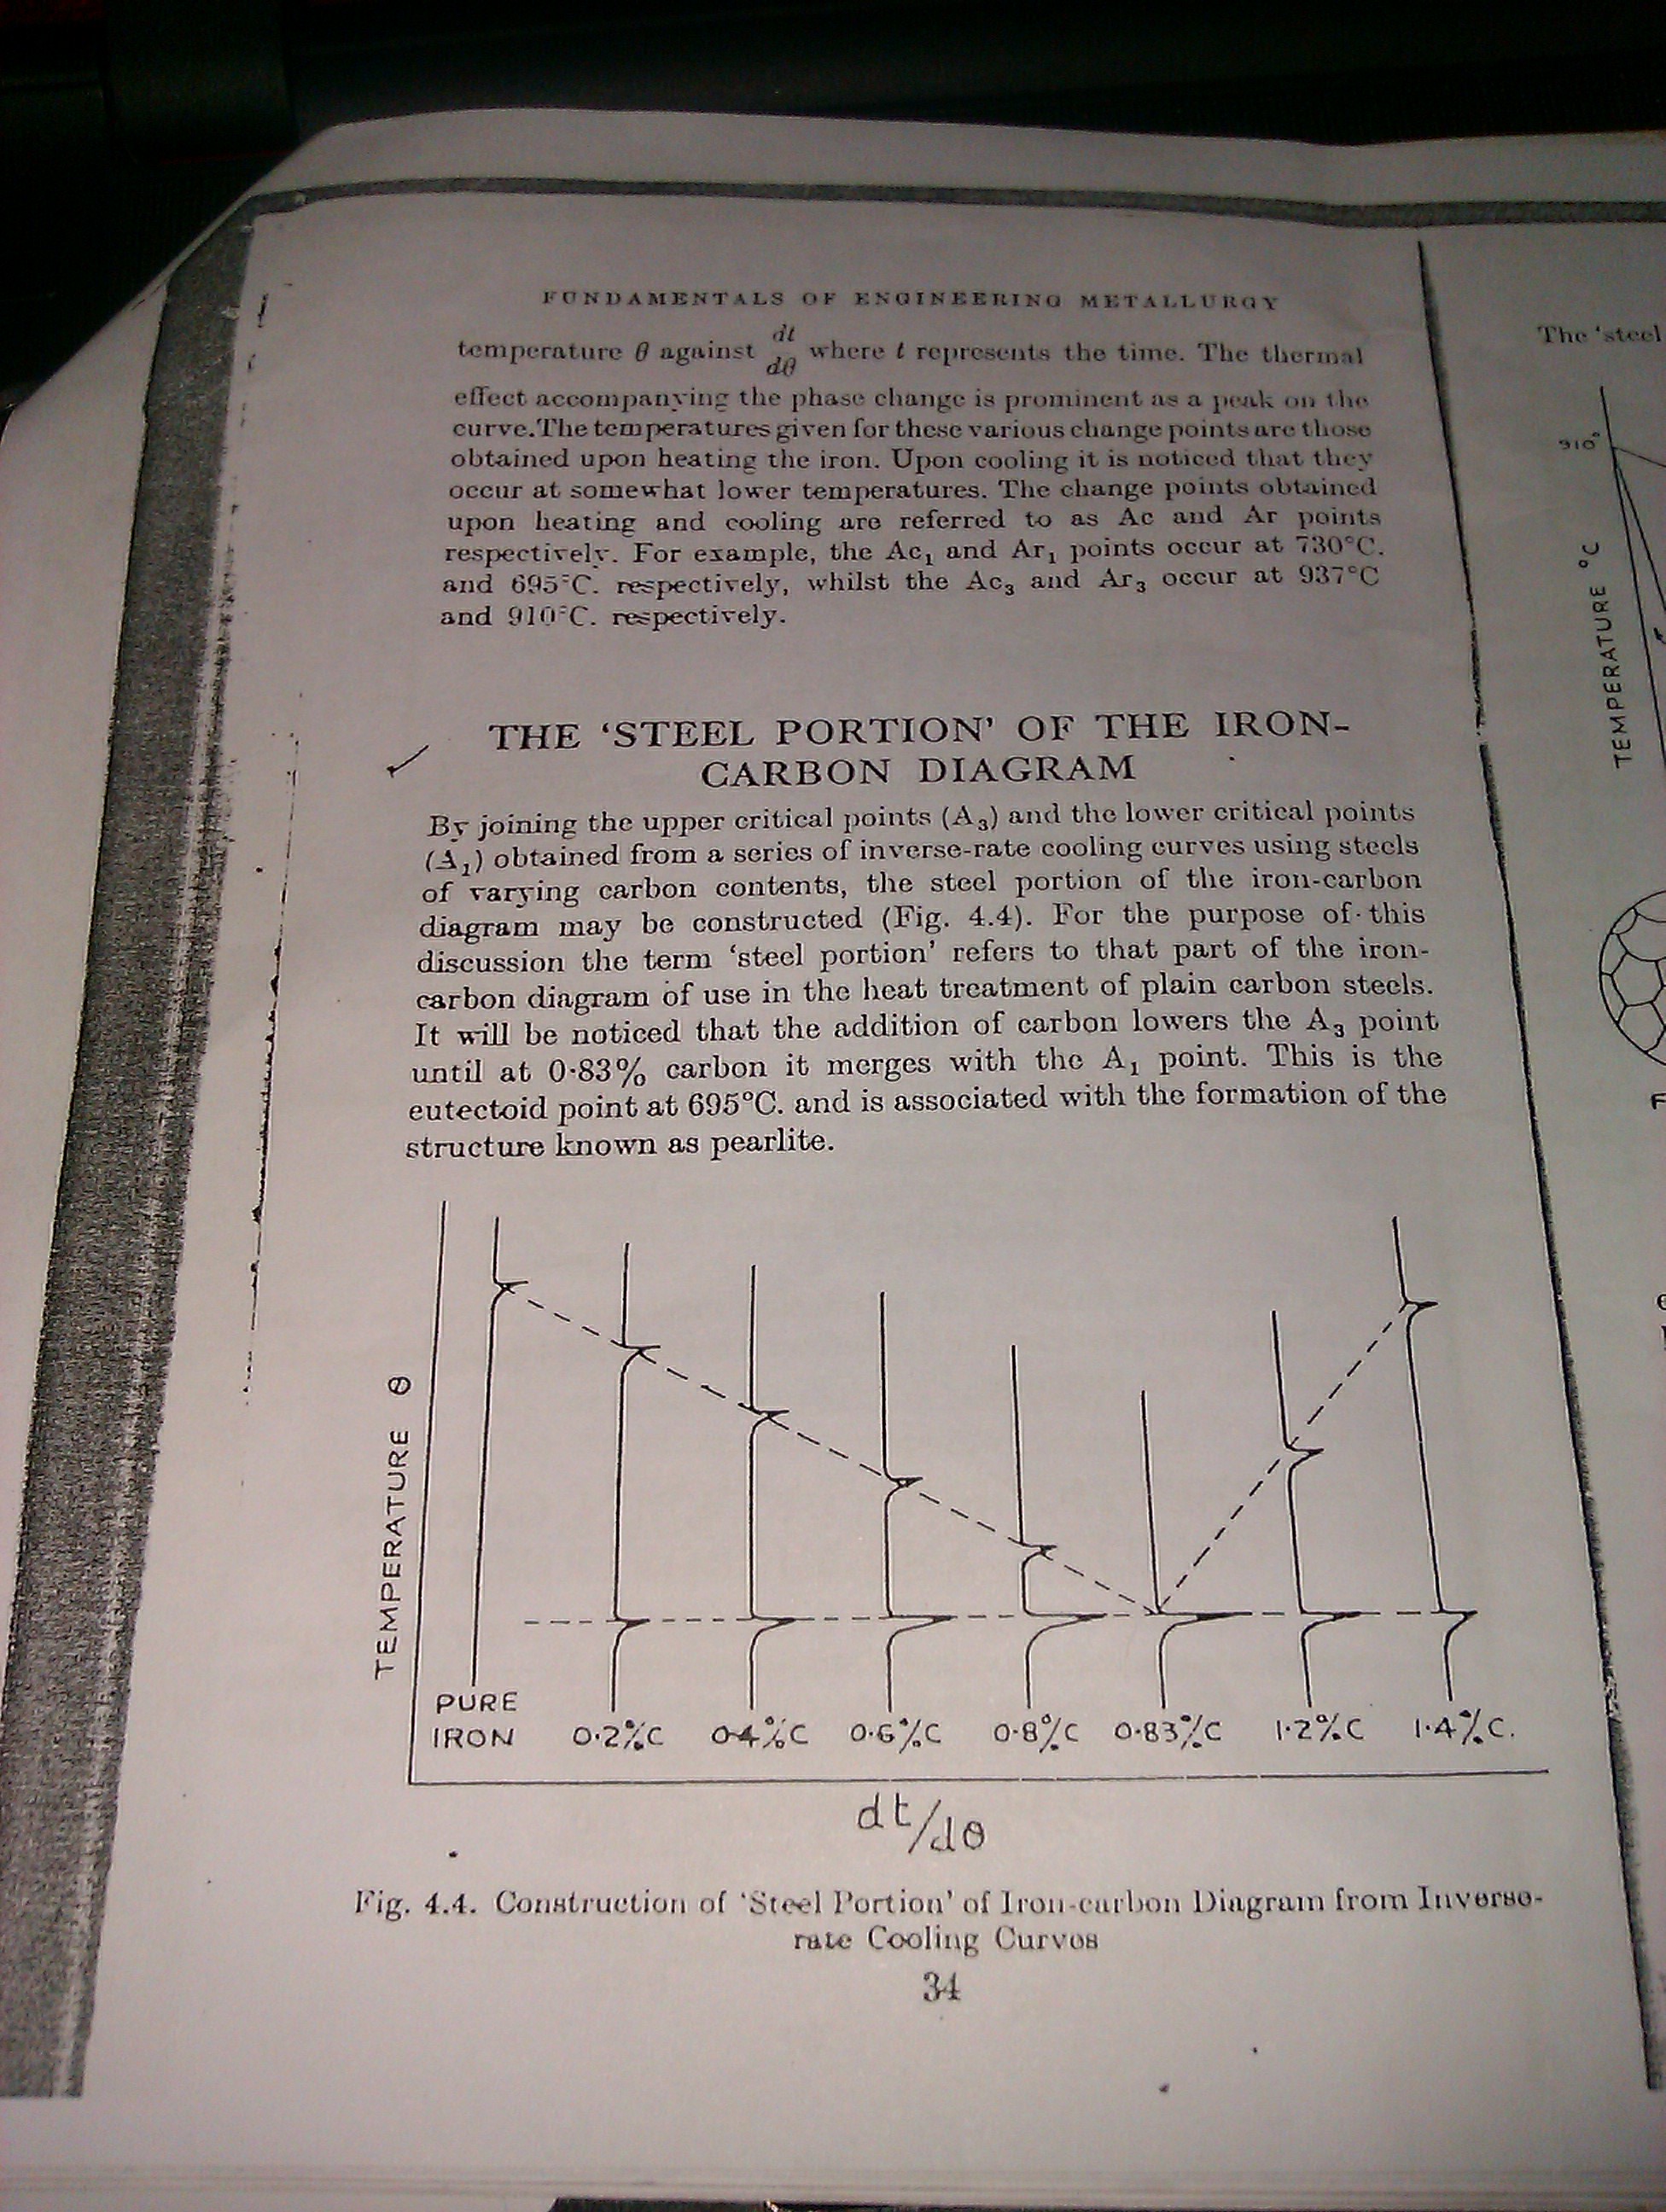 FUNDAMENTALS OF ENGINEERING METALLURGY
temperature θ against dt/dθ where t represents the time. The thermal
effect accompanying the phase change is prominent as a peak on the
curve. The temperatures given for these various change points are those
obtained upon heating the iron. Upon cooling it is noticed that they
occur at somewhat lower temperatures. The change points obtained
upon heating and cooling are referred to as Ac and Ar points
respectively. For example, the Ac₁ and Ar₁ points occur at 730°C.
and 695°C. respectively, whilst the Ac₃ and Ar₃ occur at 937°C
and 910°C. respectively.
THE ‘STEEL PORTION’ OF THE IRON-
CARBON DIAGRAM
By joining the upper critical points (A₃) and the lower critical points
(A₁) obtained from a series of inverse-rate cooling curves using steels
of varying carbon contents, the steel portion of the iron-carbon
diagram may be constructed (Fig. 4.4). For the purpose of this
discussion the term ‘steel portion’ refers to that part of the iron-
carbon diagram of use in the heat treatment of plain carbon steels.
It will be noticed that the addition of carbon lowers the A₃ point
until at 0·83% carbon it merges with the A₁ point. This is the
eutectoid point at 695°C. and is associated with the formation of the
structure known as pearlite.
TEMPERATURE θ
PURE
IRON 0·2%C 0·4%C 0·6%C 0·8%C 0·83%C 1·2%C 1·4%C.
dt/dθ
Fig. 4.4. Construction of ‘Steel Portion’ of Iron-carbon Diagram from Inverse-
rate Cooling Curves
34
The ‘steel
910°
TEMPERATURE °C